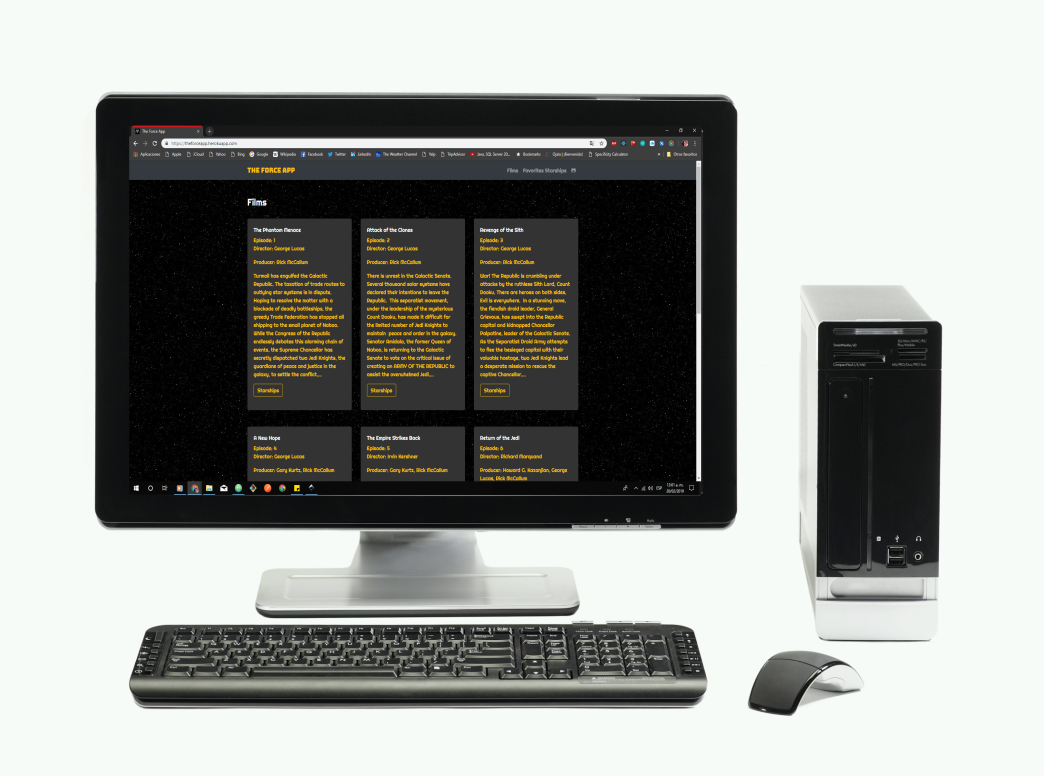 The Force App
https://theforceapp.herokuapp.com
Aplicaciones Apple iCloud Yahoo Bing Google Wikipedia Facebook Twitter LinkedIn The Weather Channel Yelp TripAdvisor Java, SQL Server 20... Bookmarks Ojota | ¡Bienvenido! Specificity Calculator Otros favoritos
THE FORCE APP Films Favorites Starships
Films
The Phantom Menace
Episode: 1
Director: George Lucas
Producer: Rick McCallum
Turmoil has engulfed the Galactic
Republic. The taxation of trade routes to
outlying star systems is in dispute.
Hoping to resolve the matter with a
blockade of deadly battleships, the
greedy Trade Federation has stopped all
shipping to the small planet of Naboo.
While the Congress of the Republic
endlessly debates this alarming chain of
events, the Supreme Chancellor has
secretly dispatched two Jedi Knights, the
guardians of peace and justice in the
galaxy, to settle the conflict....
Starships
Attack of the Clones
Episode: 2
Director: George Lucas
Producer: Rick McCallum
There is unrest in the Galactic Senate.
Several thousand solar systems have
declared their intentions to leave the
Republic. This separatist movement,
under the leadership of the mysterious
Count Dooku, has made it difficult for
the limited number of Jedi Knights to
maintain peace and order in the galaxy.
Senator Amidala, the former Queen of
Naboo, is returning to the Galactic
Senate to vote on the critical issue of
creating an ARMY OF THE REPUBLIC to
assist the overwhelmed Jedi....
Starships
Revenge of the Sith
Episode: 3
Director: George Lucas
Producer: Rick McCallum
War! The Republic is crumbling under
attacks by the ruthless Sith Lord, Count
Dooku. There are heroes on both sides.
Evil is everywhere. In a stunning move,
the fiendish droid leader, General
Grievous, has swept into the Republic
capital and kidnapped Chancellor
Palpatine, leader of the Galactic Senate.
As the Separatist Droid Army attempts
to flee the besieged capital with their
valuable hostage, two Jedi Knights lead
a desperate mission to rescue the
captive Chancellor....
Starships
A New Hope
Episode: 4
Director: George Lucas
Producer: Gary Kurtz, Rick McCallum
The Empire Strikes Back
Episode: 5
Director: Irvin Kershner
Producer: Gary Kurtz, Rick McCallum
Return of the Jedi
Episode: 6
Director: Richard Marquand
Producer: Howard G. Kazanjian, George
Lucas, Rick McCallum
ESP